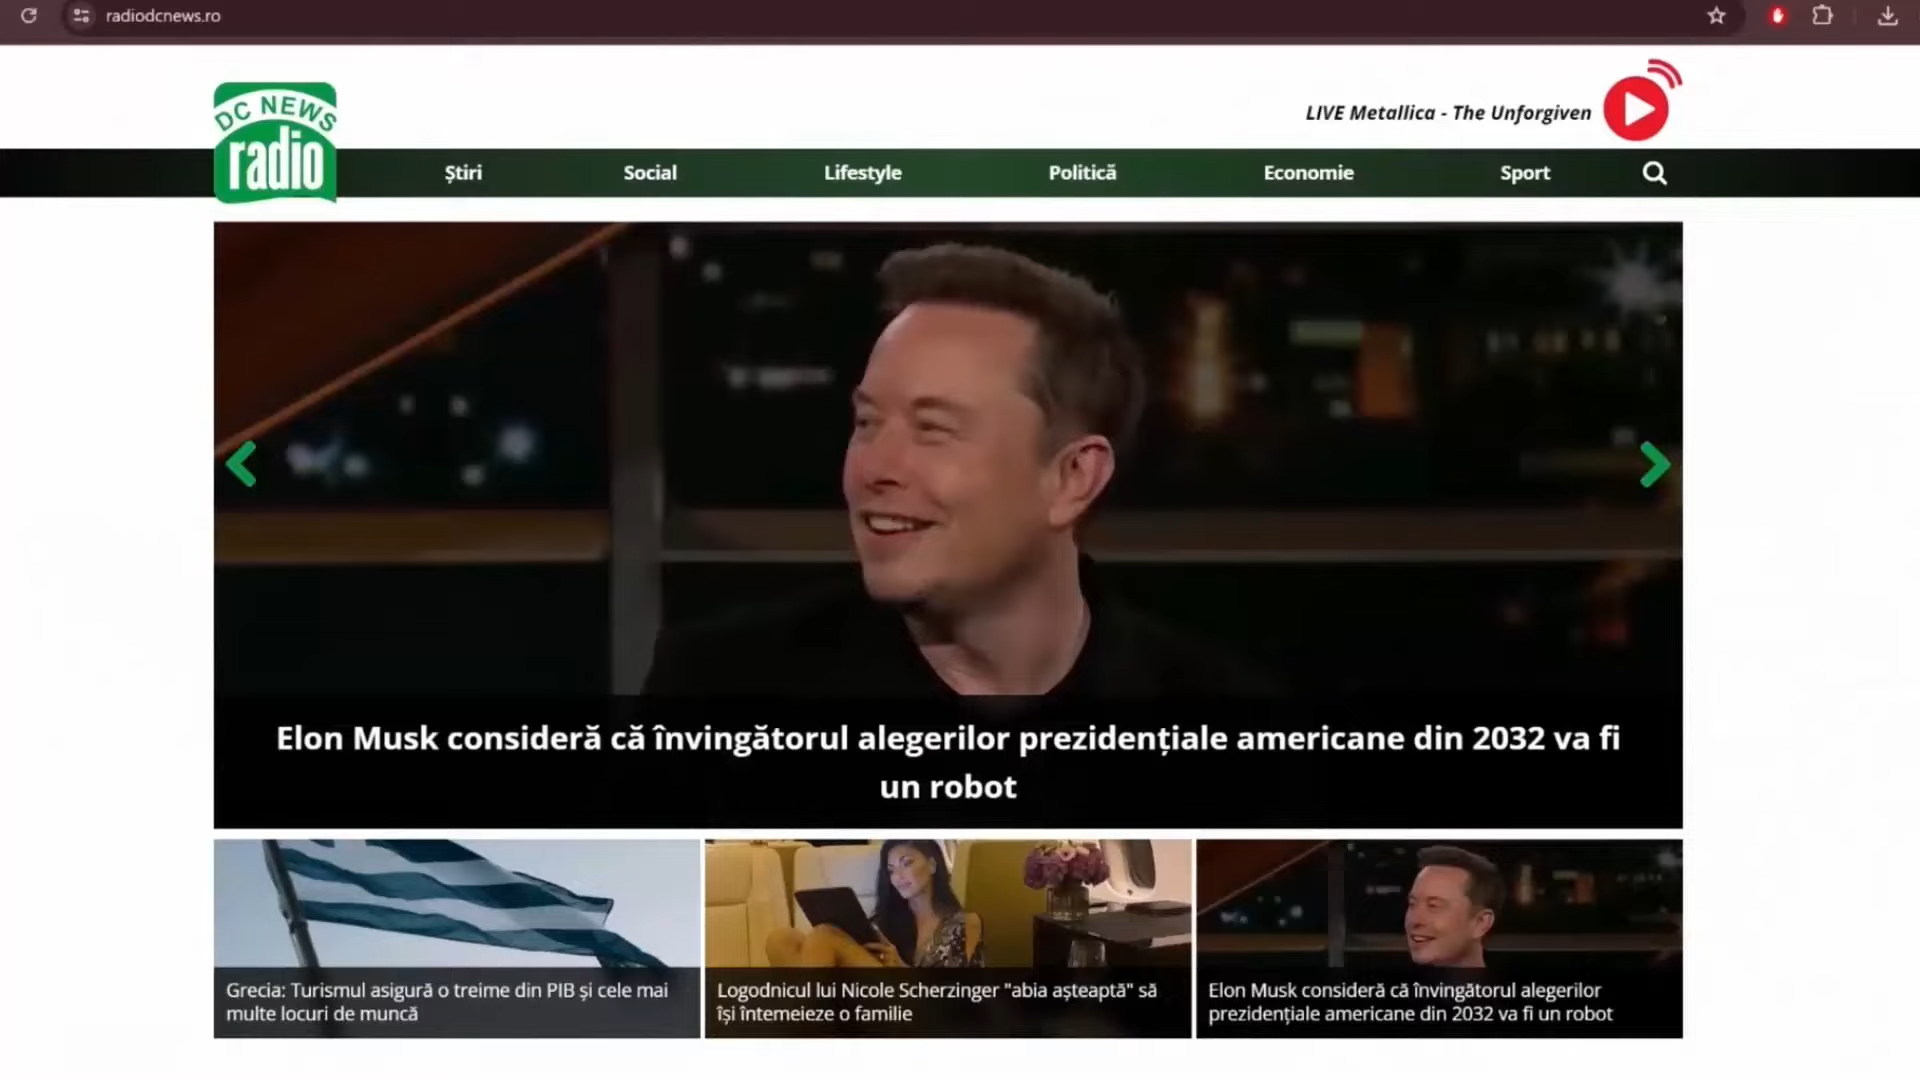 radiodcnews.ro
DC NEWS
radio
LIVE Metallica - The Unforgiven
Știri Social Lifestyle Politică Economie Sport
Elon Musk consideră că învingătorul alegerilor prezidențiale americane din 2032 va fi
un robot
Grecia: Turismul asigură o treime din PIB și cele mai
multe locuri de muncă
Logodnicul lui Nicole Scherzinger "abia așteaptă" să
își întemeieze o familie
Elon Musk consideră că învingătorul alegerilor
prezidențiale americane din 2032 va fi un robot